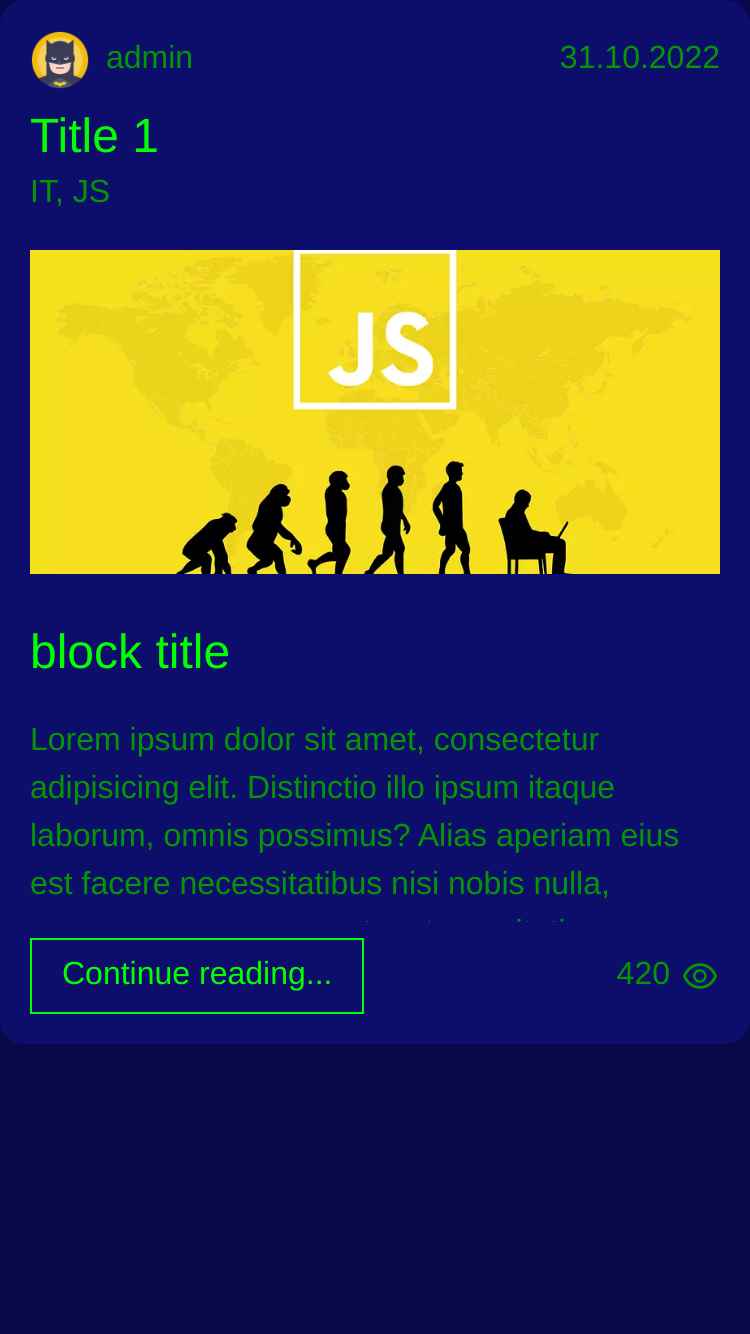 admin 31.10.2022
Title 1
IT, JS
JS
block title
Lorem ipsum dolor sit amet, consectetur
adipisicing elit. Distinctio illo ipsum itaque
laborum, omnis possimus? Alias aperiam eius
est facere necessitatibus nisi nobis nulla,
Continue reading... 420